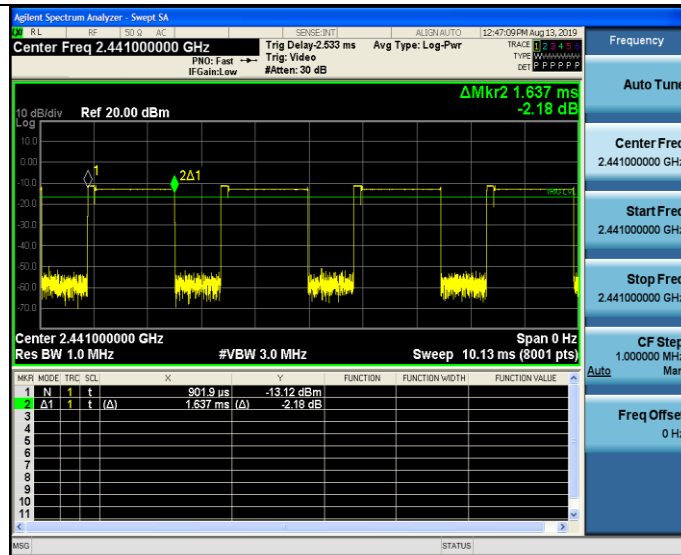 Agilent Spectrum Analyzer - Swept SA
RL RF 50 Ω AC SENSE:INT ALIGN AUTO 12:47:09 PM Aug 13, 2019
Center Freq 2.441000000 GHz Trig Delay-2.533 ms Avg Type: Log-Pwr TRACE 1 2 3 4 5 6
PNO: Fast Trig: Video TYPE WWWWWW
IFGain:Low #Atten: 30 dB DET P P P P P P
ΔMkr2 1.637 ms
10 dB/div Ref 20.00 dBm -2.18 dB
Log
10.0
0.00
1
2Δ1
-10.0
TRIG LVL
-20.0
-30.0
-40.0
-50.0
-60.0
-70.0
Center 2.441000000 GHz Span 0 Hz
Res BW 1.0 MHz #VBW 3.0 MHz Sweep 10.13 ms (8001 pts)
MKR MODE TRC SCL X Y FUNCTION FUNCTION WIDTH FUNCTION VALUE
1 N 1 t 901.9 µs -13.12 dBm
2 Δ1 1 t (Δ) 1.637 ms (Δ) -2.18 dB
3
4
5
6
7
8
9
10
11
MSG STATUS
Frequency
Auto Tune
Center Freq
2.441000000 GHz
Start Freq
2.441000000 GHz
Stop Freq
2.441000000 GHz
CF Step
1.000000 MHz
Auto Man
Freq Offset
0 Hz